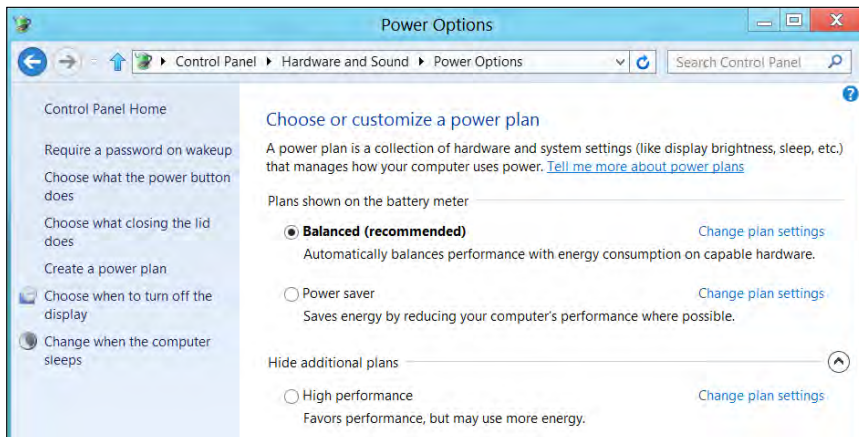 Power Options
Control Panel ▸ Hardware and Sound ▸ Power Options
Search Control Panel
Control Panel Home
Require a password on wakeup
Choose what the power button
does
Choose what closing the lid
does
Create a power plan
Choose when to turn off the
display
Change when the computer
sleeps
Choose or customize a power plan
A power plan is a collection of hardware and system settings (like display brightness, sleep, etc.)
that manages how your computer uses power. Tell me more about power plans
Plans shown on the battery meter
Balanced (recommended) Change plan settings
Automatically balances performance with energy consumption on capable hardware.
Power saver Change plan settings
Saves energy by reducing your computer's performance where possible.
Hide additional plans
High performance Change plan settings
Favors performance, but may use more energy.